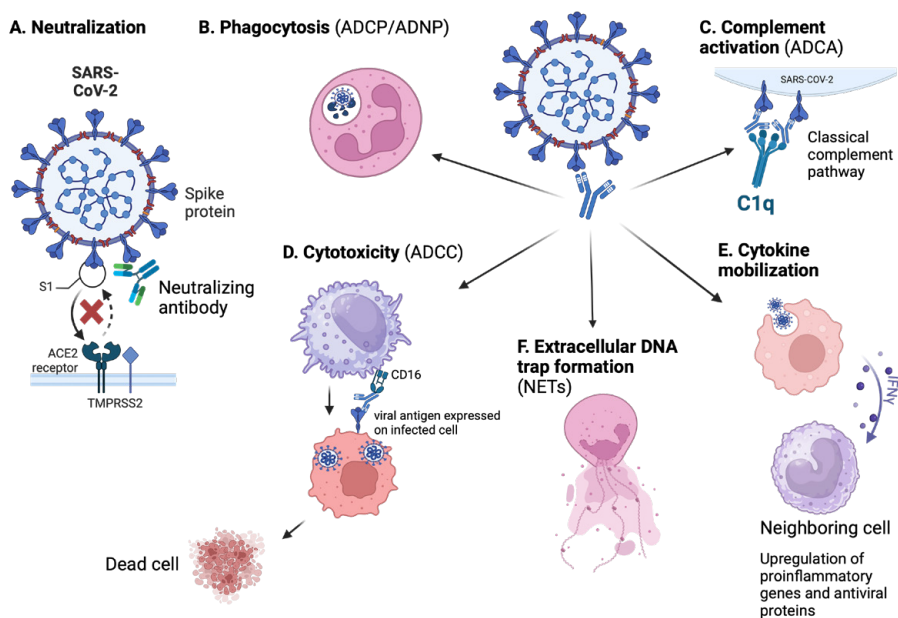 A. Neutralization
SARS-
CoV-2
Spike
protein
S1
Neutralizing
antibody
ACE2
receptor
TMPRSS2
B. Phagocytosis (ADCP/ADNP)
C. Complement
activation (ADCA)
SARS-COV-2
Classical
complement
pathway
C1q
D. Cytotoxicity (ADCC)
CD16
viral antigen expressed
on infected cell
Dead cell
E. Cytokine
mobilization
IFNγ
Neighboring cell
Upregulation of
proinflammatory
genes and antiviral
proteins
F. Extracellular DNA
trap formation
(NETs)